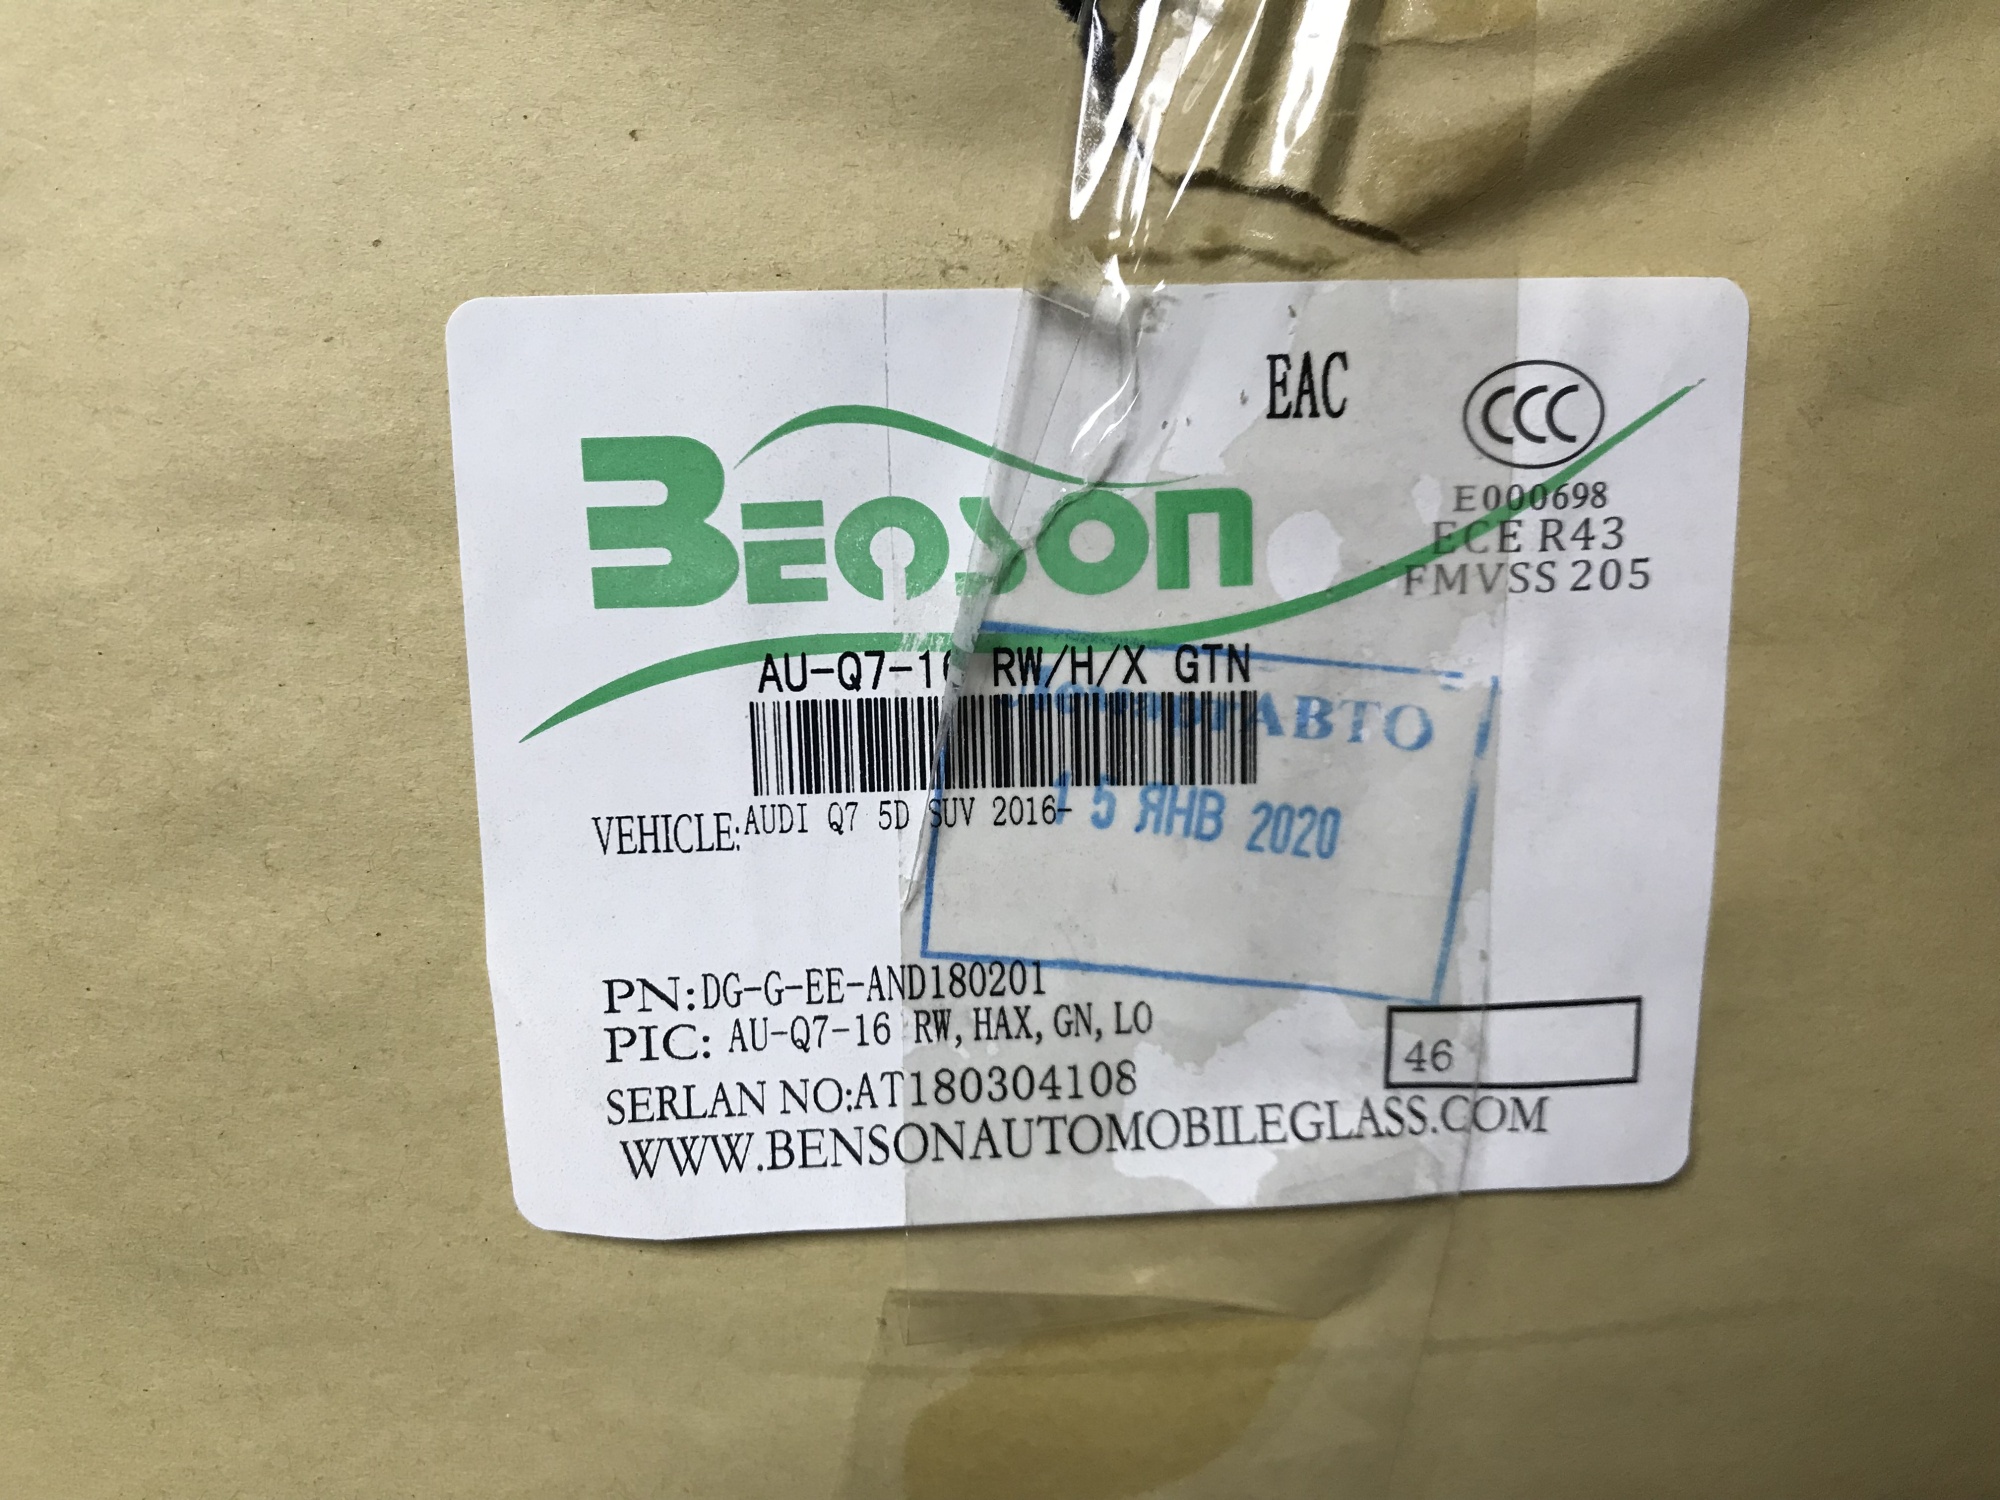 EAC
CCC
BENSON
E000698
ECE R43
FMVSS 205
AU-Q7-16 RW/H/X GTN
VEHICLE: AUDI Q7 5D SUV 2016-
15 ЯНВ 2020
PN:DG-G-EE-AND180201
PIC: AU-Q7-16 RW, HAX, GN, LO
46
SERLAN NO:AT180304108
WWW.BENSONAUTOMOBILEGLASS.COM